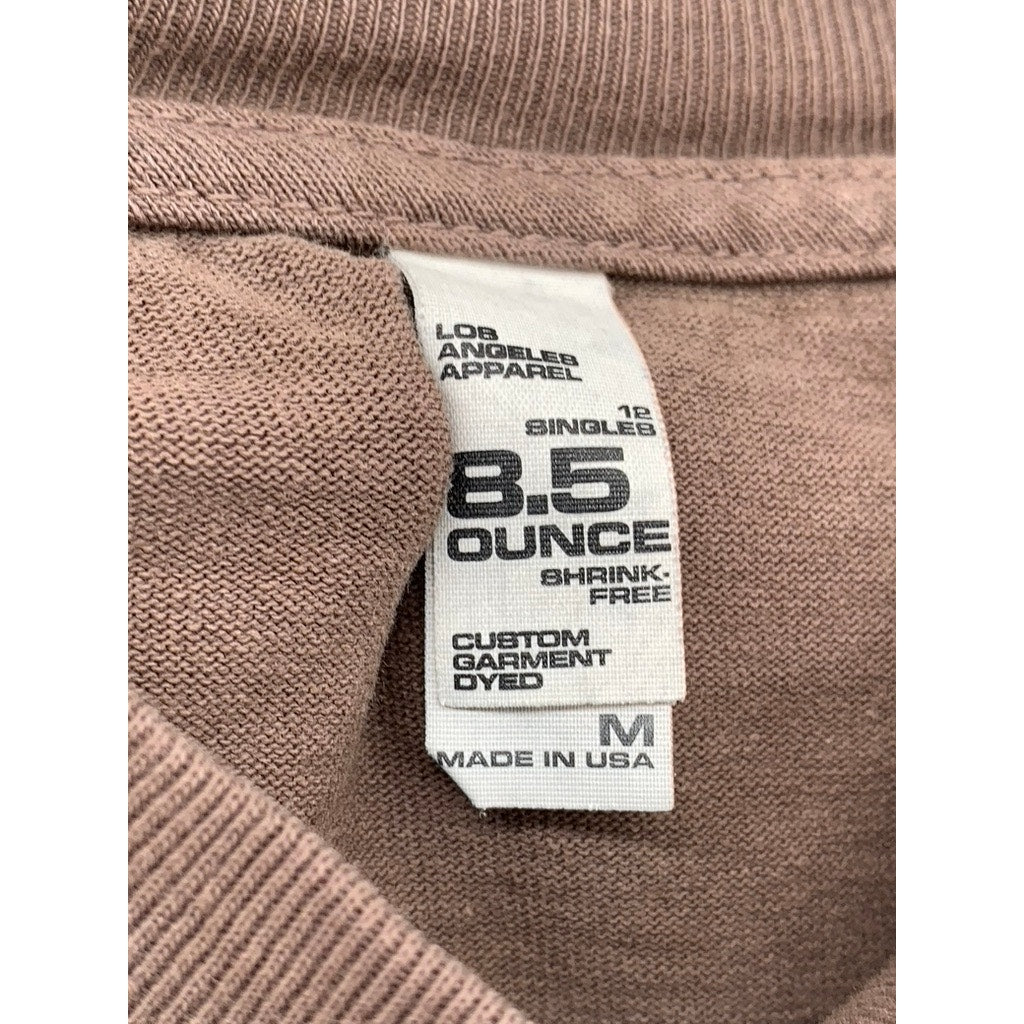 LOS
ANGELES
APPAREL
12
SINGLES
8.5
OUNCE
SHRINK-
FREE
CUSTOM
GARMENT
DYED
M
MADE IN USA